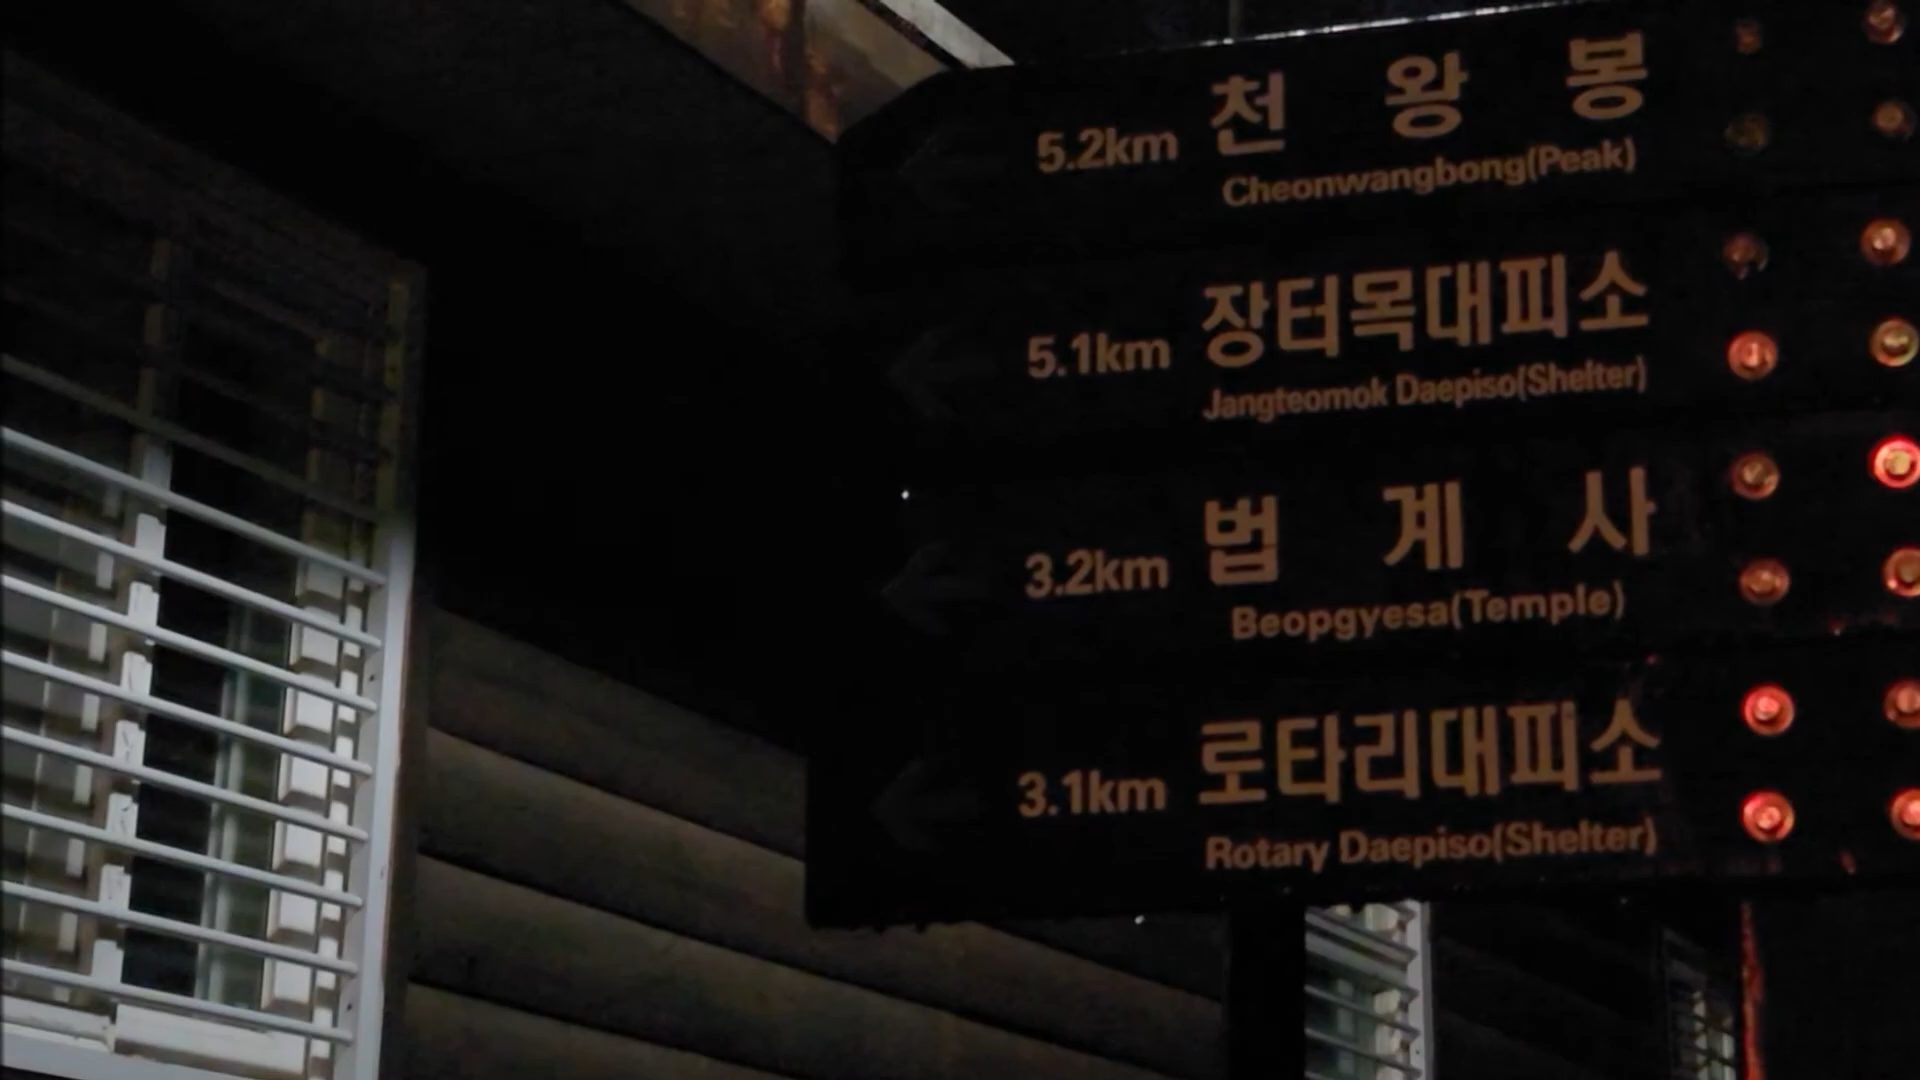 5.2km 천왕봉
Cheonwangbong(Peak)
5.1km 장터목대피소
Jangteomok Daepiso(Shelter)
3.2km 법계사
Beopgyesa(Temple)
3.1km 로타리대피소
Rotary Daepiso(Shelter)